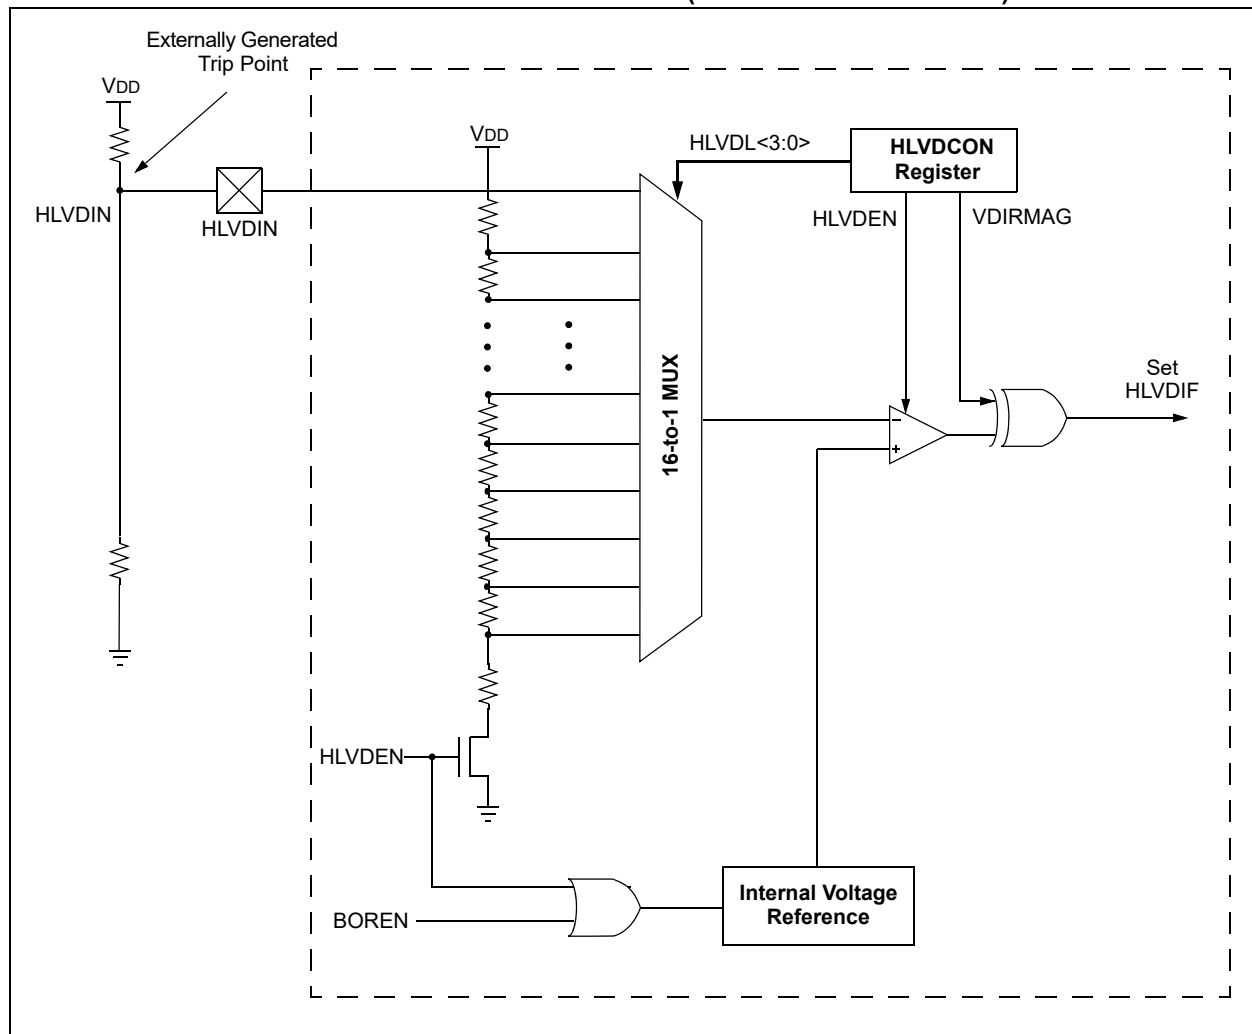 Externally Generated
Trip Point
VDD
VDD
HLVDL<3:0>
HLVDCON
Register
HLVDIN
HLVDIN
HLVDEN
VDIRMAG
16-to-1 MUX
Set
HLVDIF
–
+
HLVDEN
BOREN
Internal Voltage
Reference